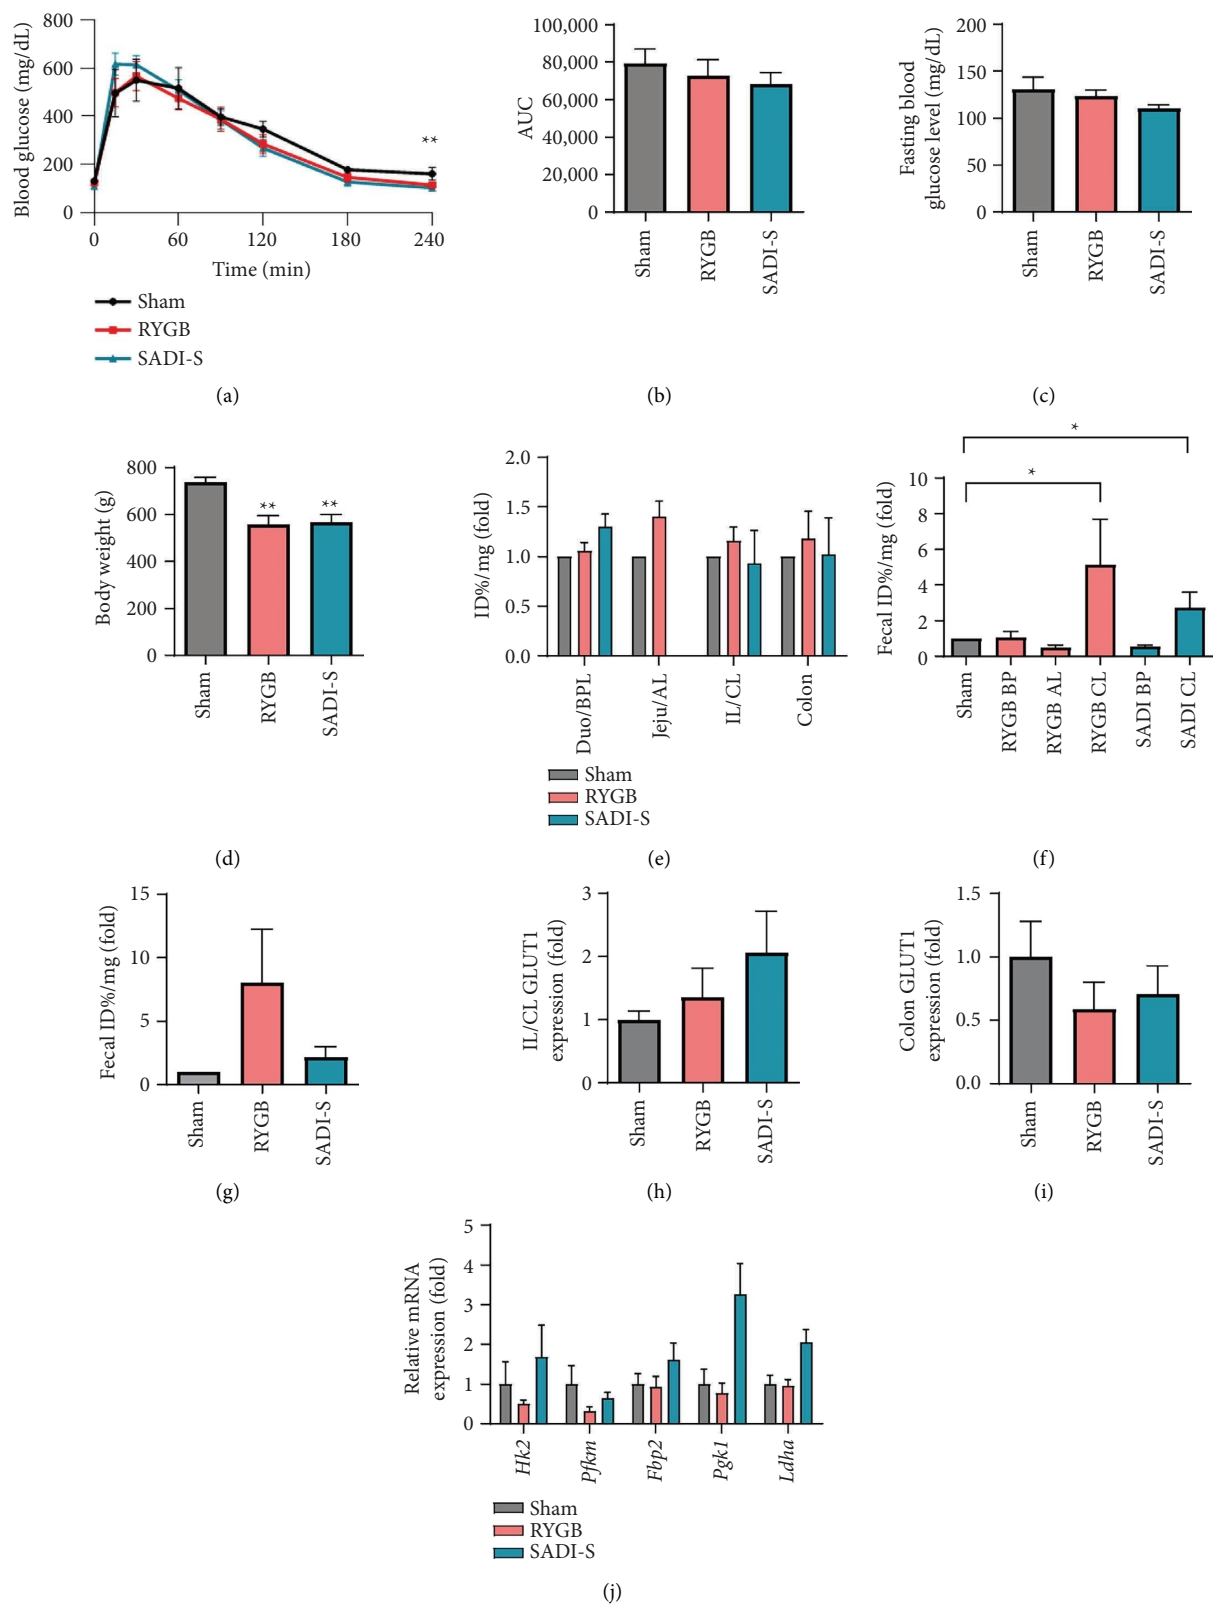 Blood glucose (mg/dL)
800
600
400
200
0
0 60 120 180 240
**
Time (min)
Sham
RYGB
SADI-S
(a)
AUC
100,000
80,000
60,000
40,000
20,000
0
Sham RYGB SADI-S
(b)
Fasting blood
glucose level (mg/dL)
200
150
100
50
0
Sham RYGB SADI-S
(c)
Body weight (g)
800
600
400
200
0
** **
Sham RYGB SADI-S
(d)
ID%/mg (fold)
2.0
1.5
1.0
0.5
0.0
Duo/BPL Jeju/AL IL/CL Colon
Sham
RYGB
SADI-S
(e)
Fecal ID%/mg (fold)
10
8
6
4
2
0
*
*
Sham RYGB BP RYGB AL RYGB CL SADI BP SADI CL
(f)
Fecal ID%/mg (fold)
15
10
5
0
Sham RYGB SADI-S
(g)
IL/CL GLUT1
expression (fold)
3
2
1
0
Sham RYGB SADI-S
(h)
Colon GLUT1
expression (fold)
1.5
1.0
0.5
0.0
Sham RYGB SADI-S
(i)
Relative mRNA
expression (fold)
5
4
3
2
1
0
Hk2 Pfkm Fbp2 Pgk1 Ldha
Sham
RYGB
SADI-S
(j)